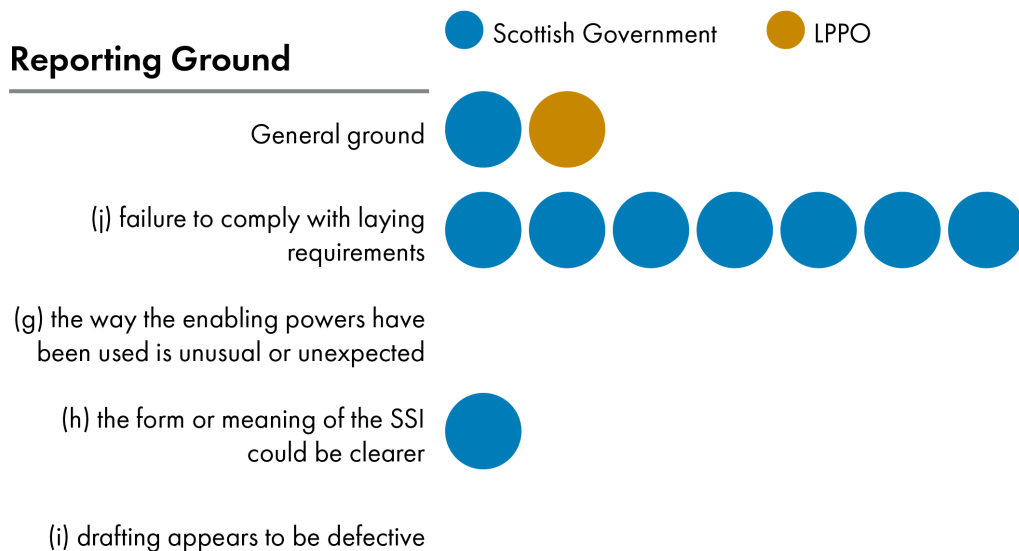 Scottish Government
LPPO
Reporting Ground
General ground
(j) failure to comply with laying
requirements
(g) the way the enabling powers have
been used is unusual or unexpected
(h) the form or meaning of the SSI
could be clearer
(i) drafting appears to be defective